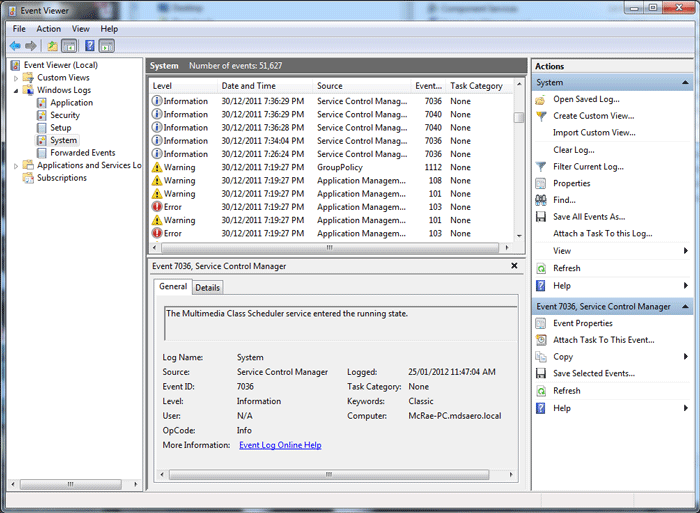 Event Viewer
File Action View Help
Event Viewer (Local)
Custom Views
Windows Logs
Application
Security
Setup
System
Forwarded Events
Applications and Services Lo
Subscriptions
System Number of events: 51,627
Level Date and Time Source Event... Task Category
Information 30/12/2011 7:36:29 PM Service Control Manag... 7036 None
Information 30/12/2011 7:36:29 PM Service Control Manag... 7040 None
Information 30/12/2011 7:36:28 PM Service Control Manag... 7040 None
Information 30/12/2011 7:34:04 PM Service Control Manag... 7036 None
Information 30/12/2011 7:26:24 PM Service Control Manag... 7036 None
Warning 30/12/2011 7:19:27 PM GroupPolicy 1112 None
Warning 30/12/2011 7:19:27 PM Application Managem... 108 None
Warning 30/12/2011 7:19:27 PM Application Managem... 101 None
Error 30/12/2011 7:19:27 PM Application Managem... 103 None
Warning 30/12/2011 7:19:27 PM Application Managem... 101 None
Error 30/12/2011 7:19:27 PM Application Managem... 103 None
Event 7036, Service Control Manager
General Details
The Multimedia Class Scheduler service entered the running state.
Log Name: System
Source: Service Control Manager Logged: 25/01/2012 11:47:04 AM
Event ID: 7036 Task Category: None
Level: Information Keywords: Classic
User: N/A Computer: McRae-PC.mdsaero.local
OpCode: Info
More Information: Event Log Online Help
Actions
System
Open Saved Log...
Create Custom View...
Import Custom View...
Clear Log...
Filter Current Log...
Properties
Find...
Save All Events As...
Attach a Task To this Log...
View
Refresh
Help
Event 7036, Service Control Manager
Event Properties
Attach Task To This Event...
Copy
Save Selected Events...
Refresh
Help